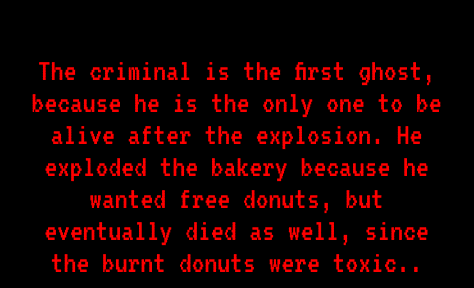 The criminal is the first ghost,
because he is the only one to be
alive after the explosion. He
exploded the bakery because he
wanted free donuts, but
eventually died as well, since
the burnt donuts were toxic..